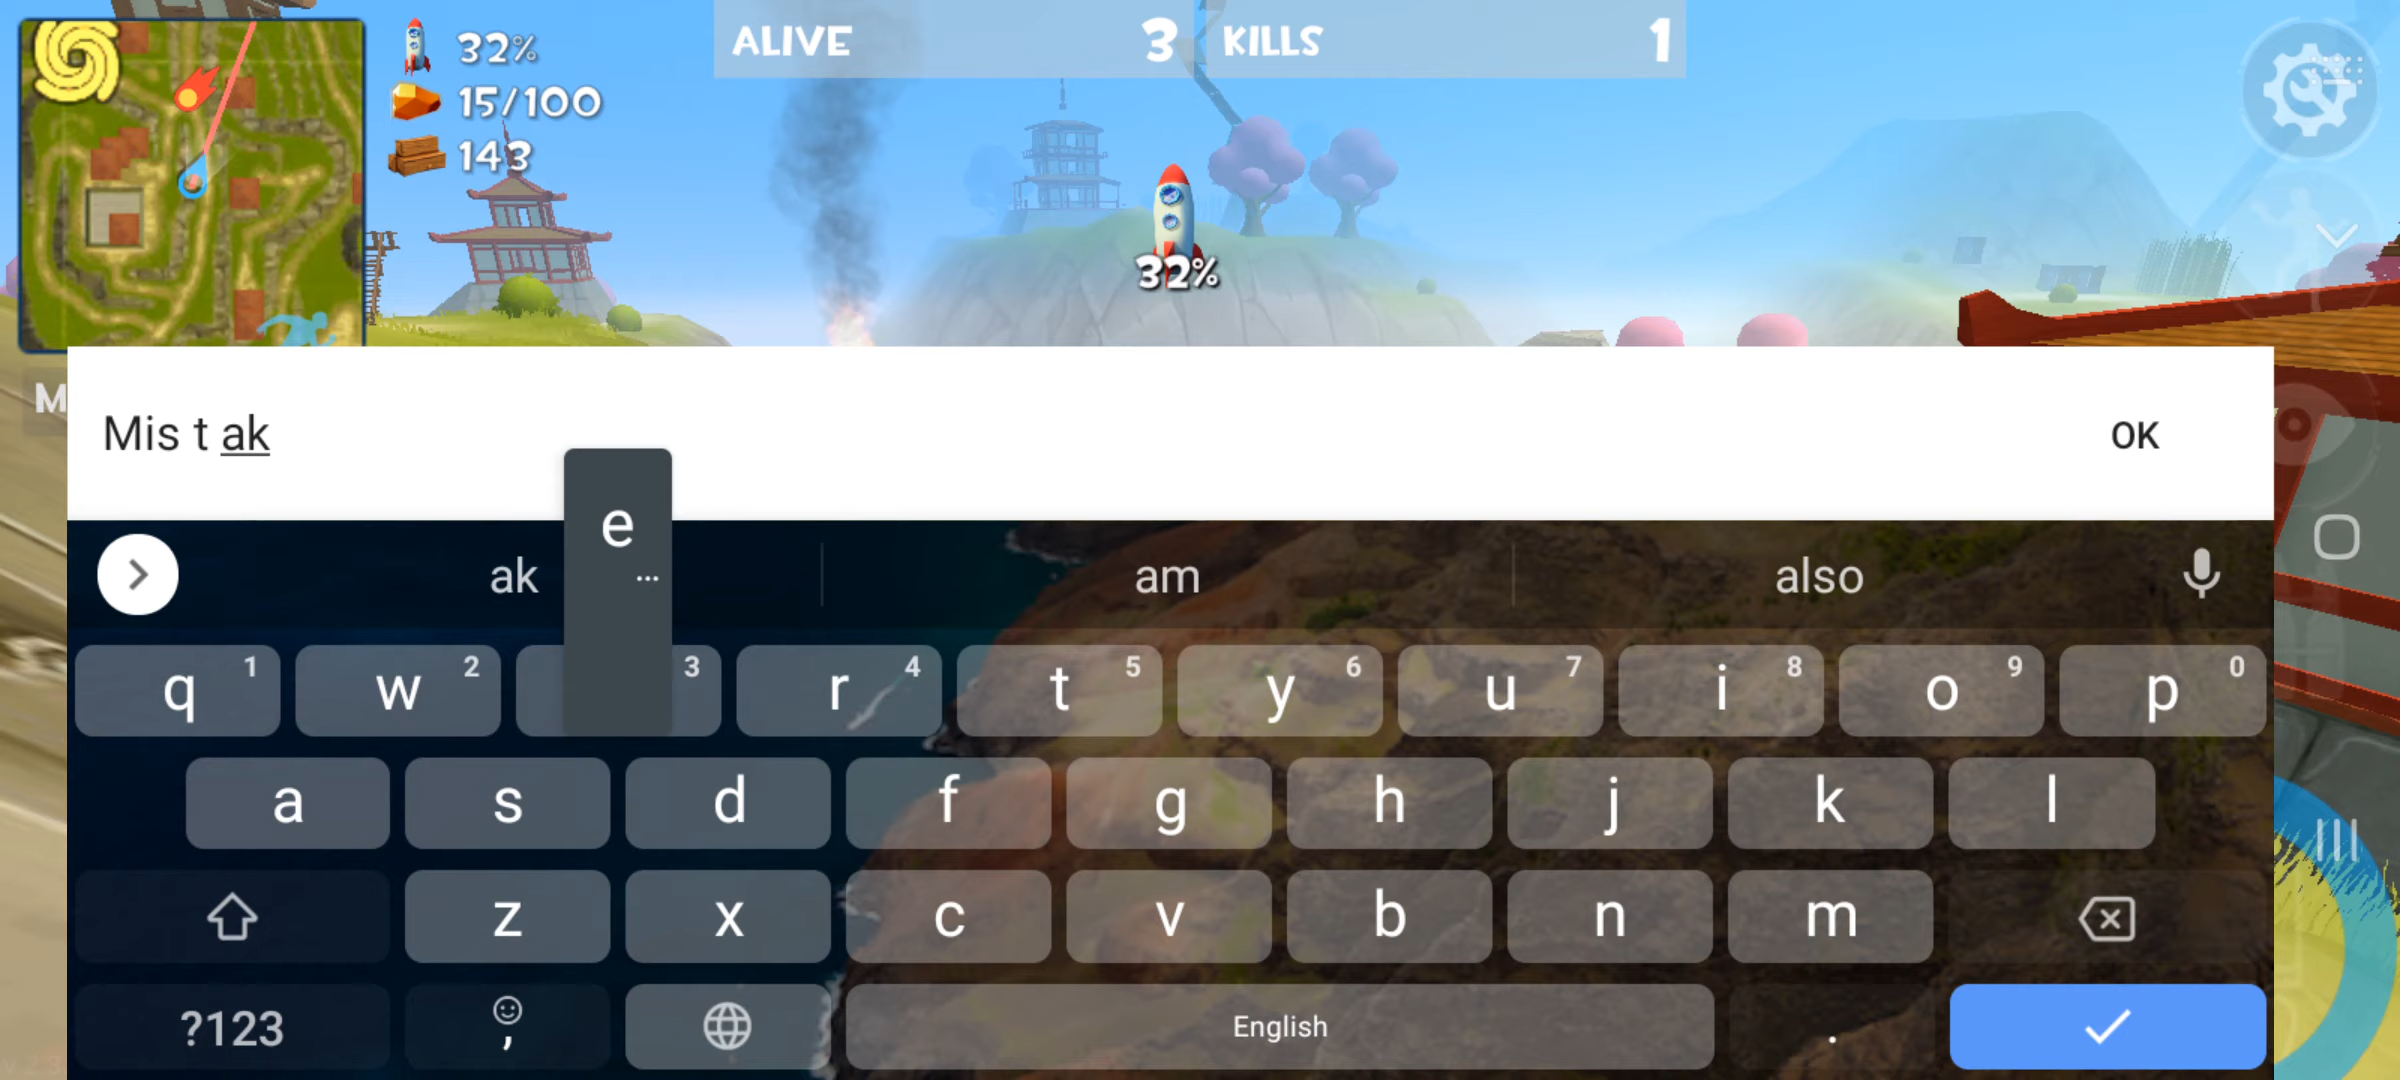 32%
ALIVE 3 KILLS 1
15/100
143
32%
M
Mis t ak
OK
e
...
ak am also
q 1 w 2 3 r 4 t 5 y 6 u 7 i 8 o 9 p 0
a s d f g h j k l
z x c v b n m
?123 , English .